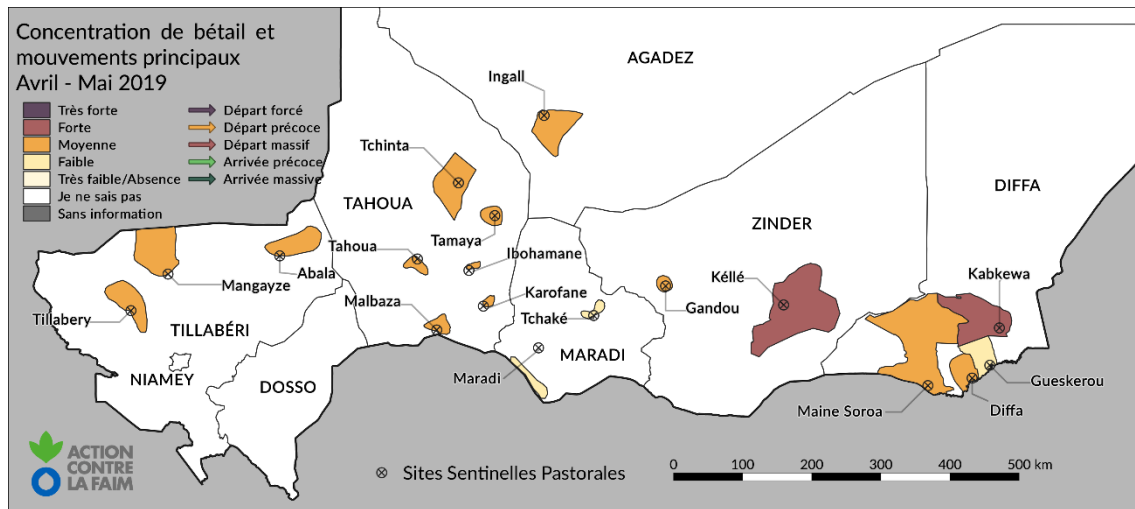 Concentration de bétail et
mouvements principaux
Avril - Mai 2019
Très forte
Forte
Moyenne
Faible
Très faible/Absence
Je ne sais pas
Sans information
Départ forcé
Départ précoce
Départ massif
Arrivée précoce
Arrivée massive
AGADEZ
Ingall
Tchinta
DIFFA
TAHOUA
ZINDER
Tamaya
Tahoua
Ibohamane
Abala
Mangayze
Kéllé
Kabkewa
Malbaza
Karofane
Gandou
Tillabery
TILLABÉRI
Tchaké
MARADI
NIAMEY
DOSSO
Maradi
Gueskerou
Maine Soroa
Diffa
ACTION
CONTRE
LA FAIM
Sites Sentinelles Pastorales
0 100 200 300 400 500 km